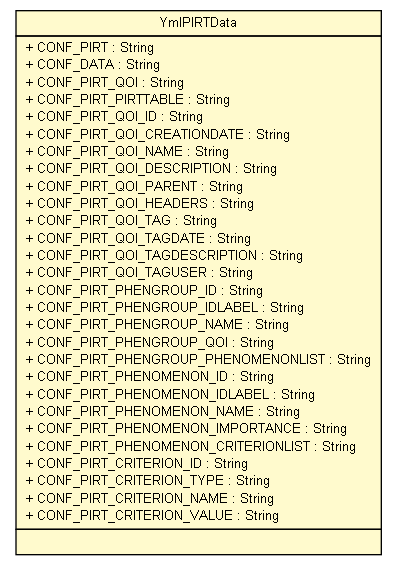 YmlPIRTData
+ CONF_PIRT : String
+ CONF_DATA : String
+ CONF_PIRT_QOI : String
+ CONF_PIRT_PIRTTABLE : String
+ CONF_PIRT_QOI_ID : String
+ CONF_PIRT_QOI_CREATIONDATE : String
+ CONF_PIRT_QOI_NAME : String
+ CONF_PIRT_QOI_DESCRIPTION : String
+ CONF_PIRT_QOI_PARENT : String
+ CONF_PIRT_QOI_HEADERS : String
+ CONF_PIRT_QOI_TAG : String
+ CONF_PIRT_QOI_TAGDATE : String
+ CONF_PIRT_QOI_TAGDESCRIPTION : String
+ CONF_PIRT_QOI_TAGUSER : String
+ CONF_PIRT_PHENGROUP_ID : String
+ CONF_PIRT_PHENGROUP_IDLABEL : String
+ CONF_PIRT_PHENGROUP_NAME : String
+ CONF_PIRT_PHENGROUP_QOI : String
+ CONF_PIRT_PHENGROUP_PHENOMENONLIST : String
+ CONF_PIRT_PHENOMENON_ID : String
+ CONF_PIRT_PHENOMENON_IDLABEL : String
+ CONF_PIRT_PHENOMENON_NAME : String
+ CONF_PIRT_PHENOMENON_IMPORTANCE : String
+ CONF_PIRT_PHENOMENON_CRITERIONLIST : String
+ CONF_PIRT_CRITERION_ID : String
+ CONF_PIRT_CRITERION_TYPE : String
+ CONF_PIRT_CRITERION_NAME : String
+ CONF_PIRT_CRITERION_VALUE : String